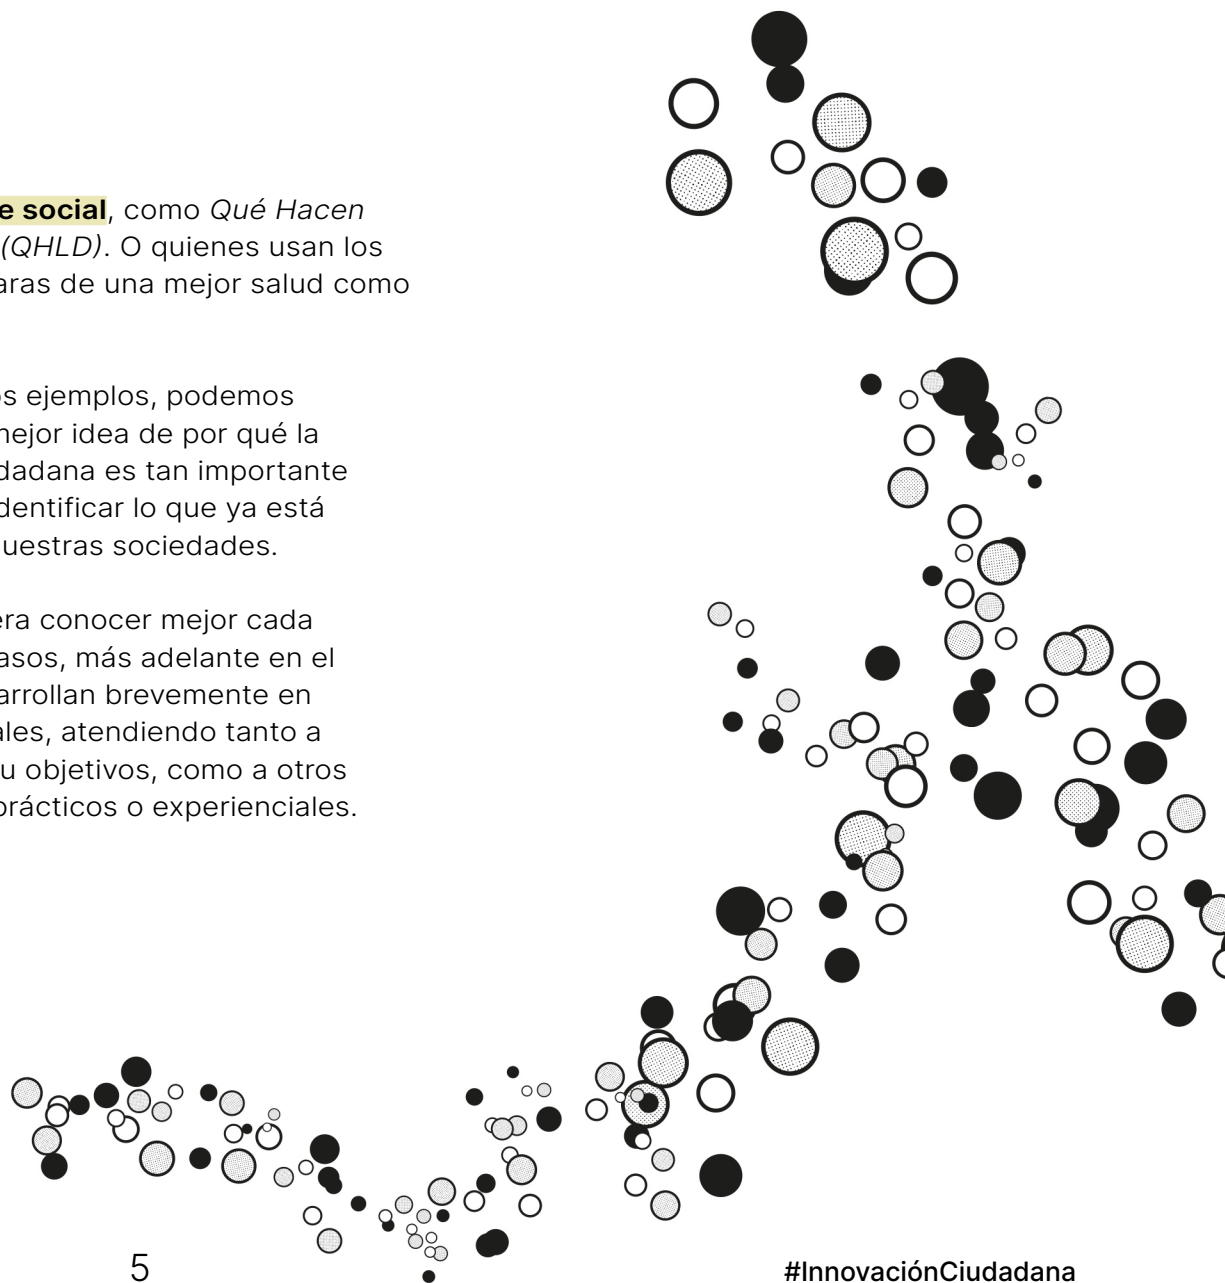 e social, como Qué Hacen
(QHLD). O quienes usan los
aras de una mejor salud como
os ejemplos, podemos
mejor idea de por qué la
dadana es tan importante
dentificar lo que ya está
uestras sociedades.
era conocer mejor cada
asos, más adelante en el
arrollan brevemente en
ales, atendiendo tanto a
u objetivos, como a otros
prácticos o experienciales.
5
#InnovaciónCiudadana